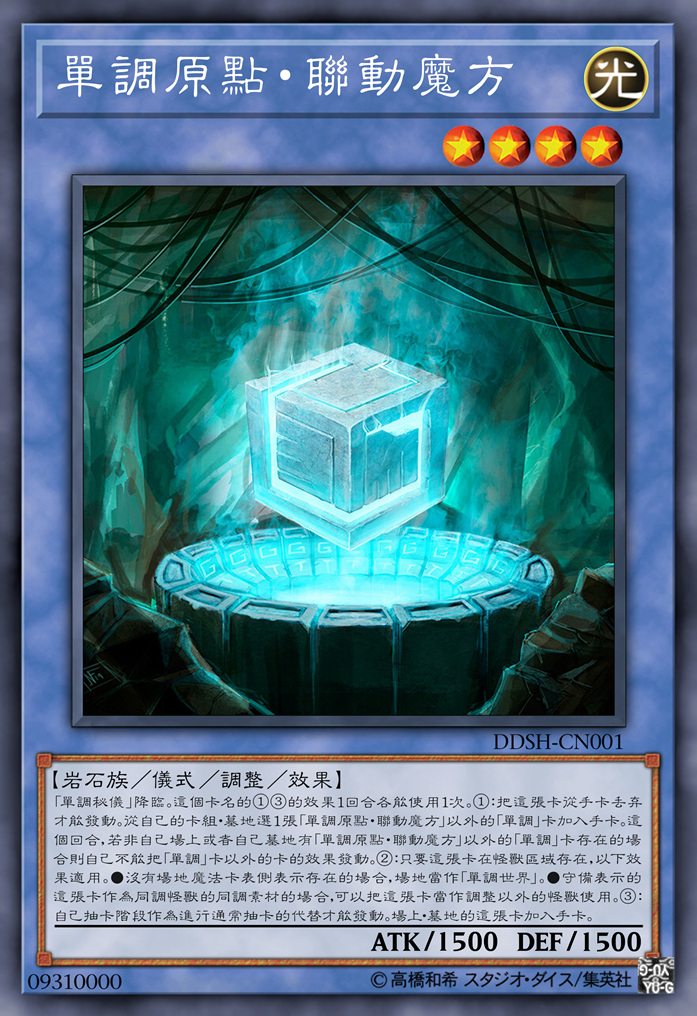 單調原點・聯動魔方
光
DDSH-CN001
【岩石族／儀式／調整／效果】
「單調秘儀」降臨。這個卡名的①③的效果1回合各能使用1次。①：把這張卡從手卡丟弃
才能發動。從自己的卡組・墓地選1張「單調原點・聯動魔方」以外的「單調」卡加入手卡。這
個回合，若非自己場上或者自己墓地有「單調原點・聯動魔方」以外的「單調」卡存在的場
合則自己不能把「單調」卡以外的卡的效果發動。②：只要這張卡在怪獸區域存在，以下效
果適用。●沒有場地魔法卡表側表示存在的場合，場地當作「單調世界」。●守備表示的
這張卡作為同調怪獸的同調素材的場合，可以把這張卡當作調整以外的怪獸使用。③：
自己抽卡階段作為進行通常抽卡的代替才能發動。場上・墓地的這張卡加入手卡。
ATK/1500 DEF/1500
09310000
©高橋和希 スタジオ・ダイス/集英社